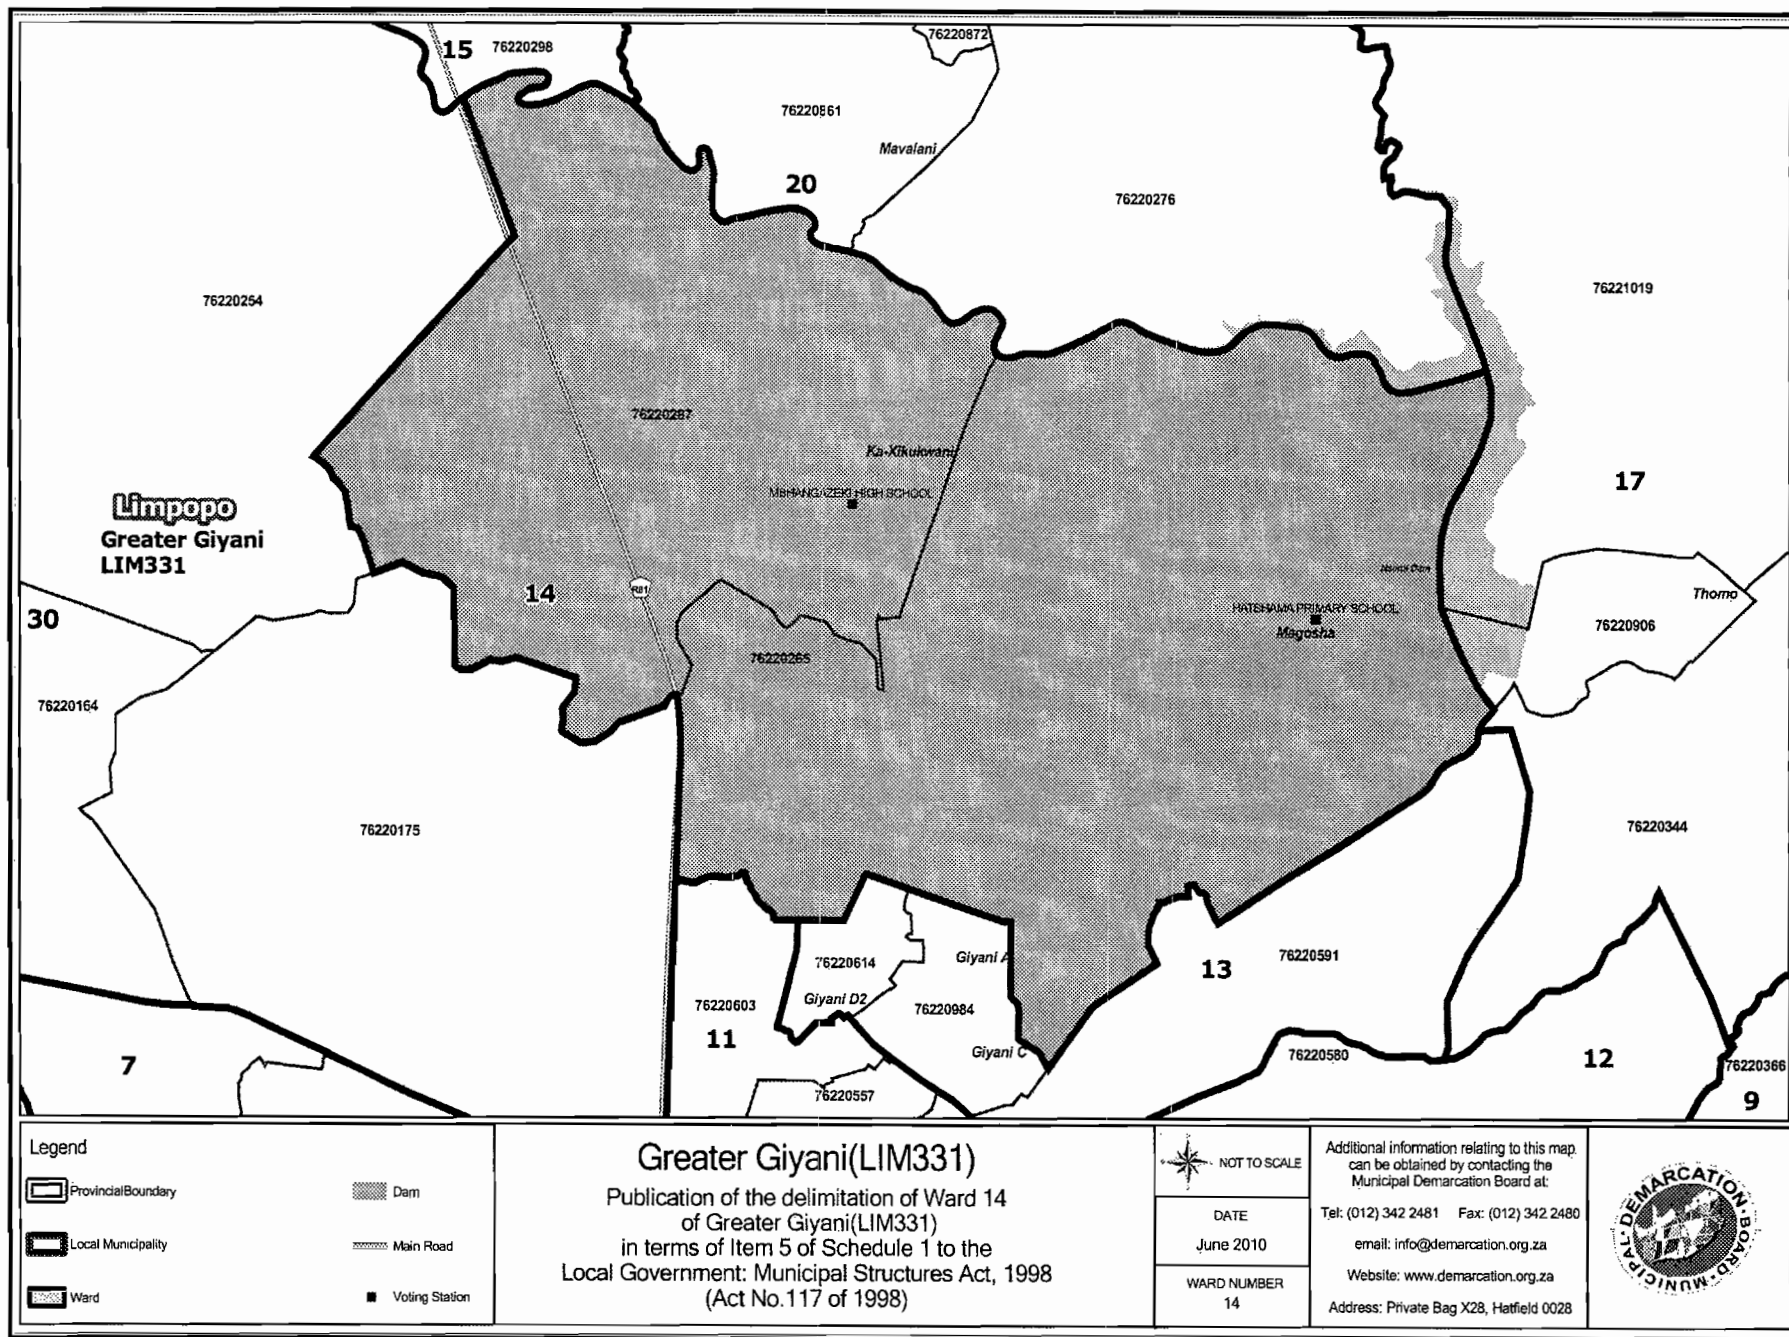 15
76220298
76220872
76220861
Mavalani
20
76220276
76220254
76221019
76220287
Ka-Xikukwani
MBHANGAZEKI HIGH SCHOOL
17
Limpopo
Greater Giyani
LIM331
14
R81
Thomo
HATSHAMA PRIMARY SCHOOL
Magosha
76220906
30
76220265
76220164
76220175
76220344
76220614
Giyani A
13
76220591
Giyani D2
76220603
76220984
11
Giyani C
7
76220580
12
76220366
76220557
9
Legend
ProvincialBoundary
Dam
Local Municipality
Main Road
Ward
Voting Station
Greater Giyani(LIM331)
Publication of the delimitation of Ward 14
of Greater Giyani(LIM331)
in terms of Item 5 of Schedule 1 to the
Local Government: Municipal Structures Act, 1998
(Act No.117 of 1998)
NOT TO SCALE
DATE
June 2010
WARD NUMBER
14
Additional information relating to this map
can be obtained by contacting the
Municipal Demarcation Board at:
Tel: (012) 342 2481 Fax: (012) 342 2480
email: info@demarcation.org.za
Website: www.demarcation.org.za
Address: Private Bag X28, Hatfield 0028
MUNICIPAL DEMARCATION BOARD